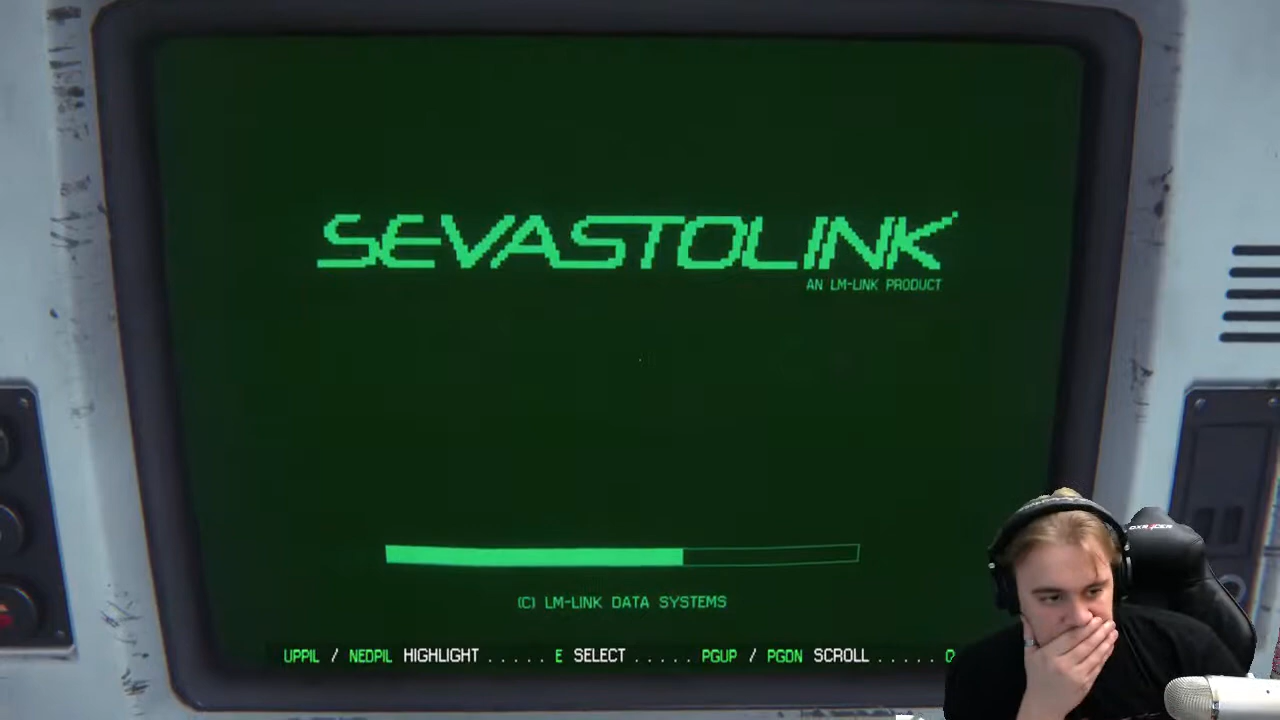 SEVASTOLINK
AN LM-LINK PRODUCT
(C) LM-LINK DATA SYSTEMS
UPPIL / NEDPIL HIGHLIGHT ..... E SELECT ..... PGUP / PGDN SCROLL .....